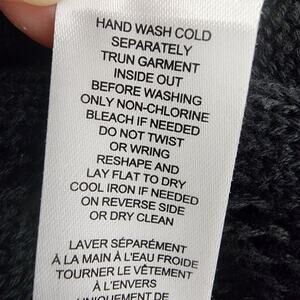 HAND WASH COLD
SEPARATELY
TRUN GARMENT
INSIDE OUT
BEFORE WASHING
ONLY NON-CHLORINE
BLEACH IF NEEDED
DO NOT TWIST
OR WRING
RESHAPE AND
LAY FLAT TO DRY
COOL IRON IF NEEDED
ON REVERSE SIDE
OR DRY CLEAN
LAVER SÉPARÉMENT
À LA MAIN À L'EAU FROIDE
TOURNER LE VÊTEMENT
À L'ENVERS
UNIQUEMENT DE